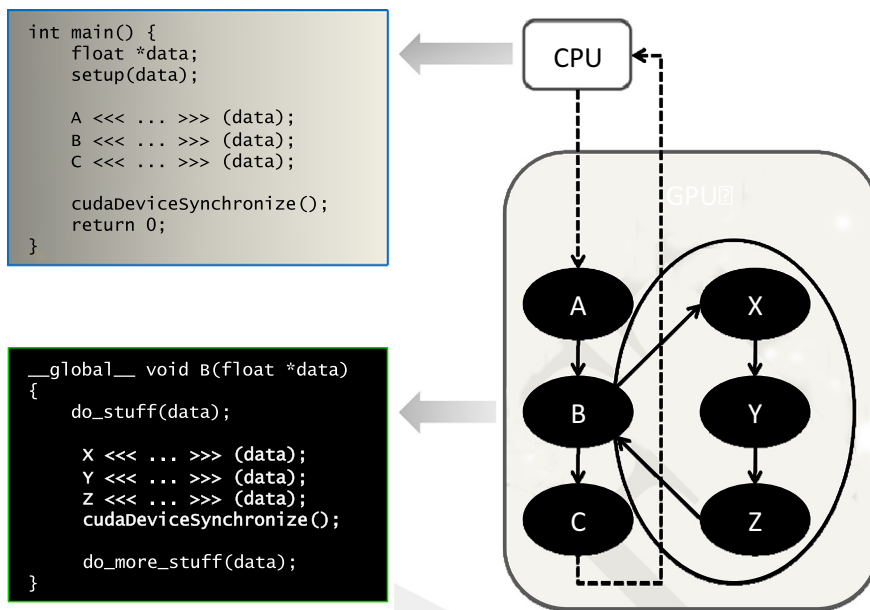 int main() {
    float *data;
    setup(data);

    A <<< ... >>> (data);
    B <<< ... >>> (data);
    C <<< ... >>> (data);

    cudaDeviceSynchronize();
    return 0;
}
__global__ void B(float *data)
{
    do_stuff(data);

    X <<< ... >>> (data);
    Y <<< ... >>> (data);
    Z <<< ... >>> (data);
    cudaDeviceSynchronize();

    do_more_stuff(data);
}
CPU
GPU
A
X
B
Y
C
Z